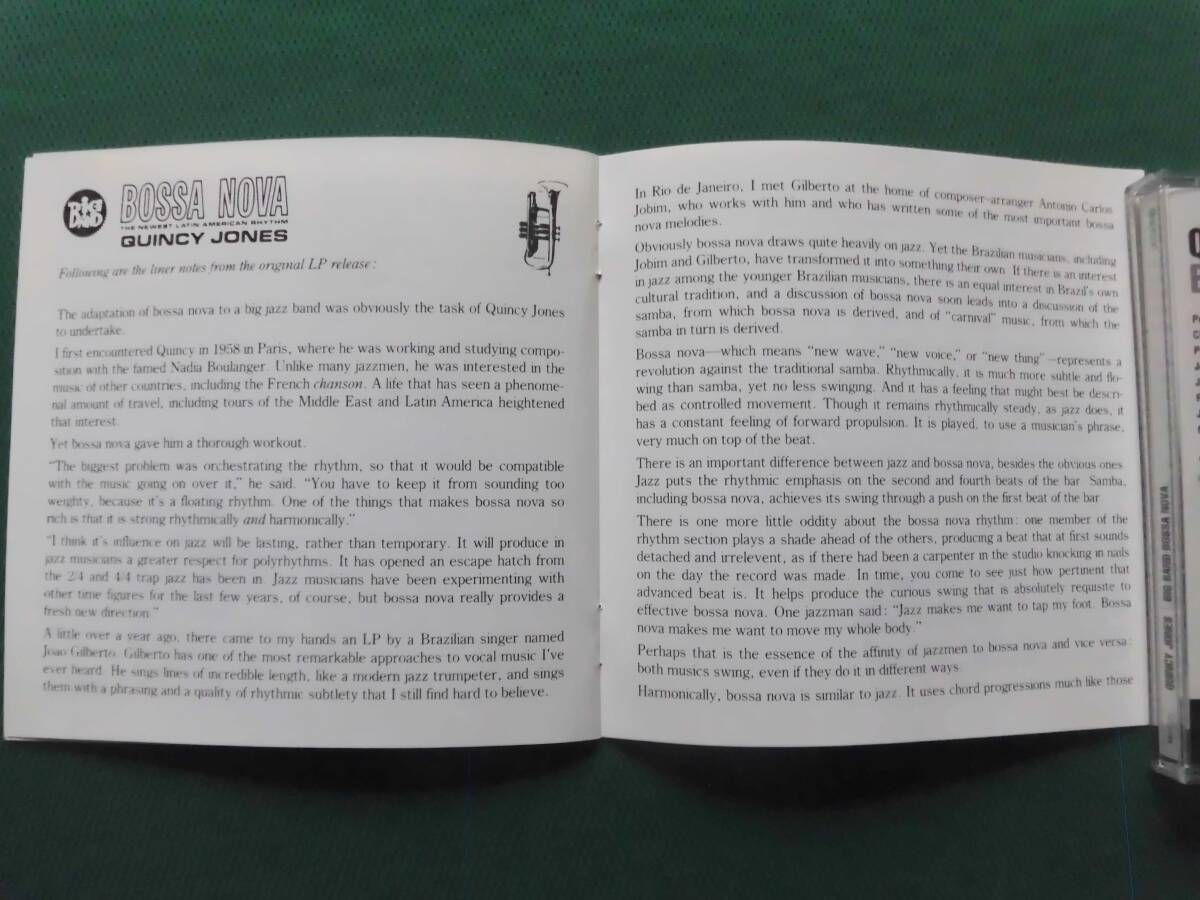 BIG
BAND
BOSSA NOVA
THE NEWEST LATIN AMERICAN RHYTHM
QUINCY JONES
Following are the liner notes from the original LP release:
The adaptation of bossa nova to a big jazz band was obviously the task of Quincy Jones
to undertake.
I first encountered Quincy in 1958 in Paris, where he was working and studying compo-
sition with the famed Nadia Boulanger. Unlike many jazzmen, he was interested in the
music of other countries, including the French chanson. A life that has seen a phenome-
nal amount of travel, including tours of the Middle East and Latin America heightened
that interest.
Yet bossa nova gave him a thorough workout.
"The biggest problem was orchestrating the rhythm, so that it would be compatible
with the music going on over it," he said. "You have to keep it from sounding too
weighty, because it's a floating rhythm. One of the things that makes bossa nova so
rich is that it is strong rhythmically and harmonically."
"I think it's influence on jazz will be lasting, rather than temporary. It will produce in
jazz musicians a greater respect for polyrhythms. It has opened an escape hatch from
the 2/4 and 4/4 trap jazz has been in. Jazz musicians have been experimenting with
other time figures for the last few years, of course, but bossa nova really provides a
fresh new direction."
A little over a year ago, there came to my hands an LP by a Brazilian singer named
Joao Gilberto. Gilberto has one of the most remarkable approaches to vocal music I've
ever heard. He sings lines of incredible length, like a modern jazz trumpeter, and sings
them with a phrasing and a quality of rhythmic subtlety that I still find hard to believe.
In Rio de Janeiro, I met Gilberto at the home of composer-arranger Antonio Carlos
Jobim, who works with him and who has written some of the most important bossa
nova melodies.
Obviously bossa nova draws quite heavily on jazz. Yet the Brazilian musicians, including
Jobim and Gilberto, have transformed it into something their own. If there is an interest
in jazz among the younger Brazilian musicians, there is an equal interest in Brazil's own
cultural tradition, and a discussion of bossa nova soon leads into a discussion of the
samba, from which bossa nova is derived, and of "carnival" music, from which the
samba in turn is derived.
Bossa nova—which means "new wave," "new voice," or "new thing"—represents a
revolution against the traditional samba. Rhythmically, it is much more subtle and flo-
wing than samba, yet no less swinging. And it has a feeling that might best be descri-
bed as controlled movement. Though it remains rhythmically steady, as jazz does, it
has a constant feeling of forward propulsion. It is played, to use a musician's phrase,
very much on top of the beat.
There is an important difference between jazz and bossa nova, besides the obvious ones.
Jazz puts the rhythmic emphasis on the second and fourth beats of the bar. Samba,
including bossa nova, achieves its swing through a push on the first beat of the bar.
There is one more little oddity about the bossa nova rhythm: one member of the
rhythm section plays a shade ahead of the others, producing a beat that at first sounds
detached and irrelevent, as if there had been a carpenter in the studio knocking in nails
on the day the record was made. In time, you come to see just how pertinent that
advanced beat is. It helps produce the curious swing that is absolutely requisite to
effective bossa nova. One jazzman said: "Jazz makes me want to tap my foot. Bossa
nova makes me want to move my whole body."
Perhaps that is the essence of the affinity of jazzmen to bossa nova and vice versa:
both musics swing, even if they do it in different ways.
Harmonically, bossa nova is similar to jazz. It uses chord progressions much like those
QUINCY JONES BIG BAND BOSSA NOVA